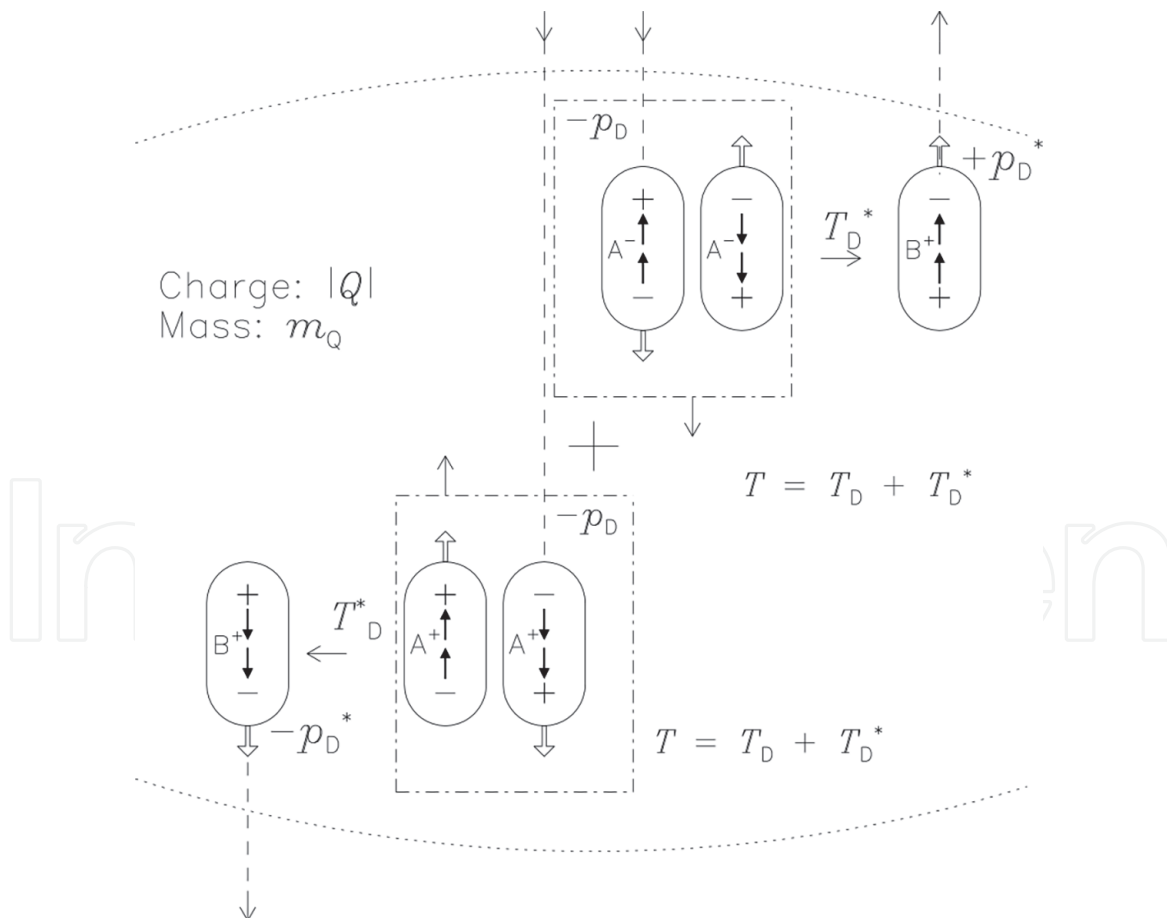 −p_D
+p_D*
+
−
−
A⁻
A⁻
T_D*
B⁺
−
+
+
Charge: |Q|
Mass: m_Q
+
T = T_D + T_D*
−p_D
+
+
−
T*_D
B⁺
A⁺
A⁺
−
−
+
−p_D*
T = T_D + T_D*